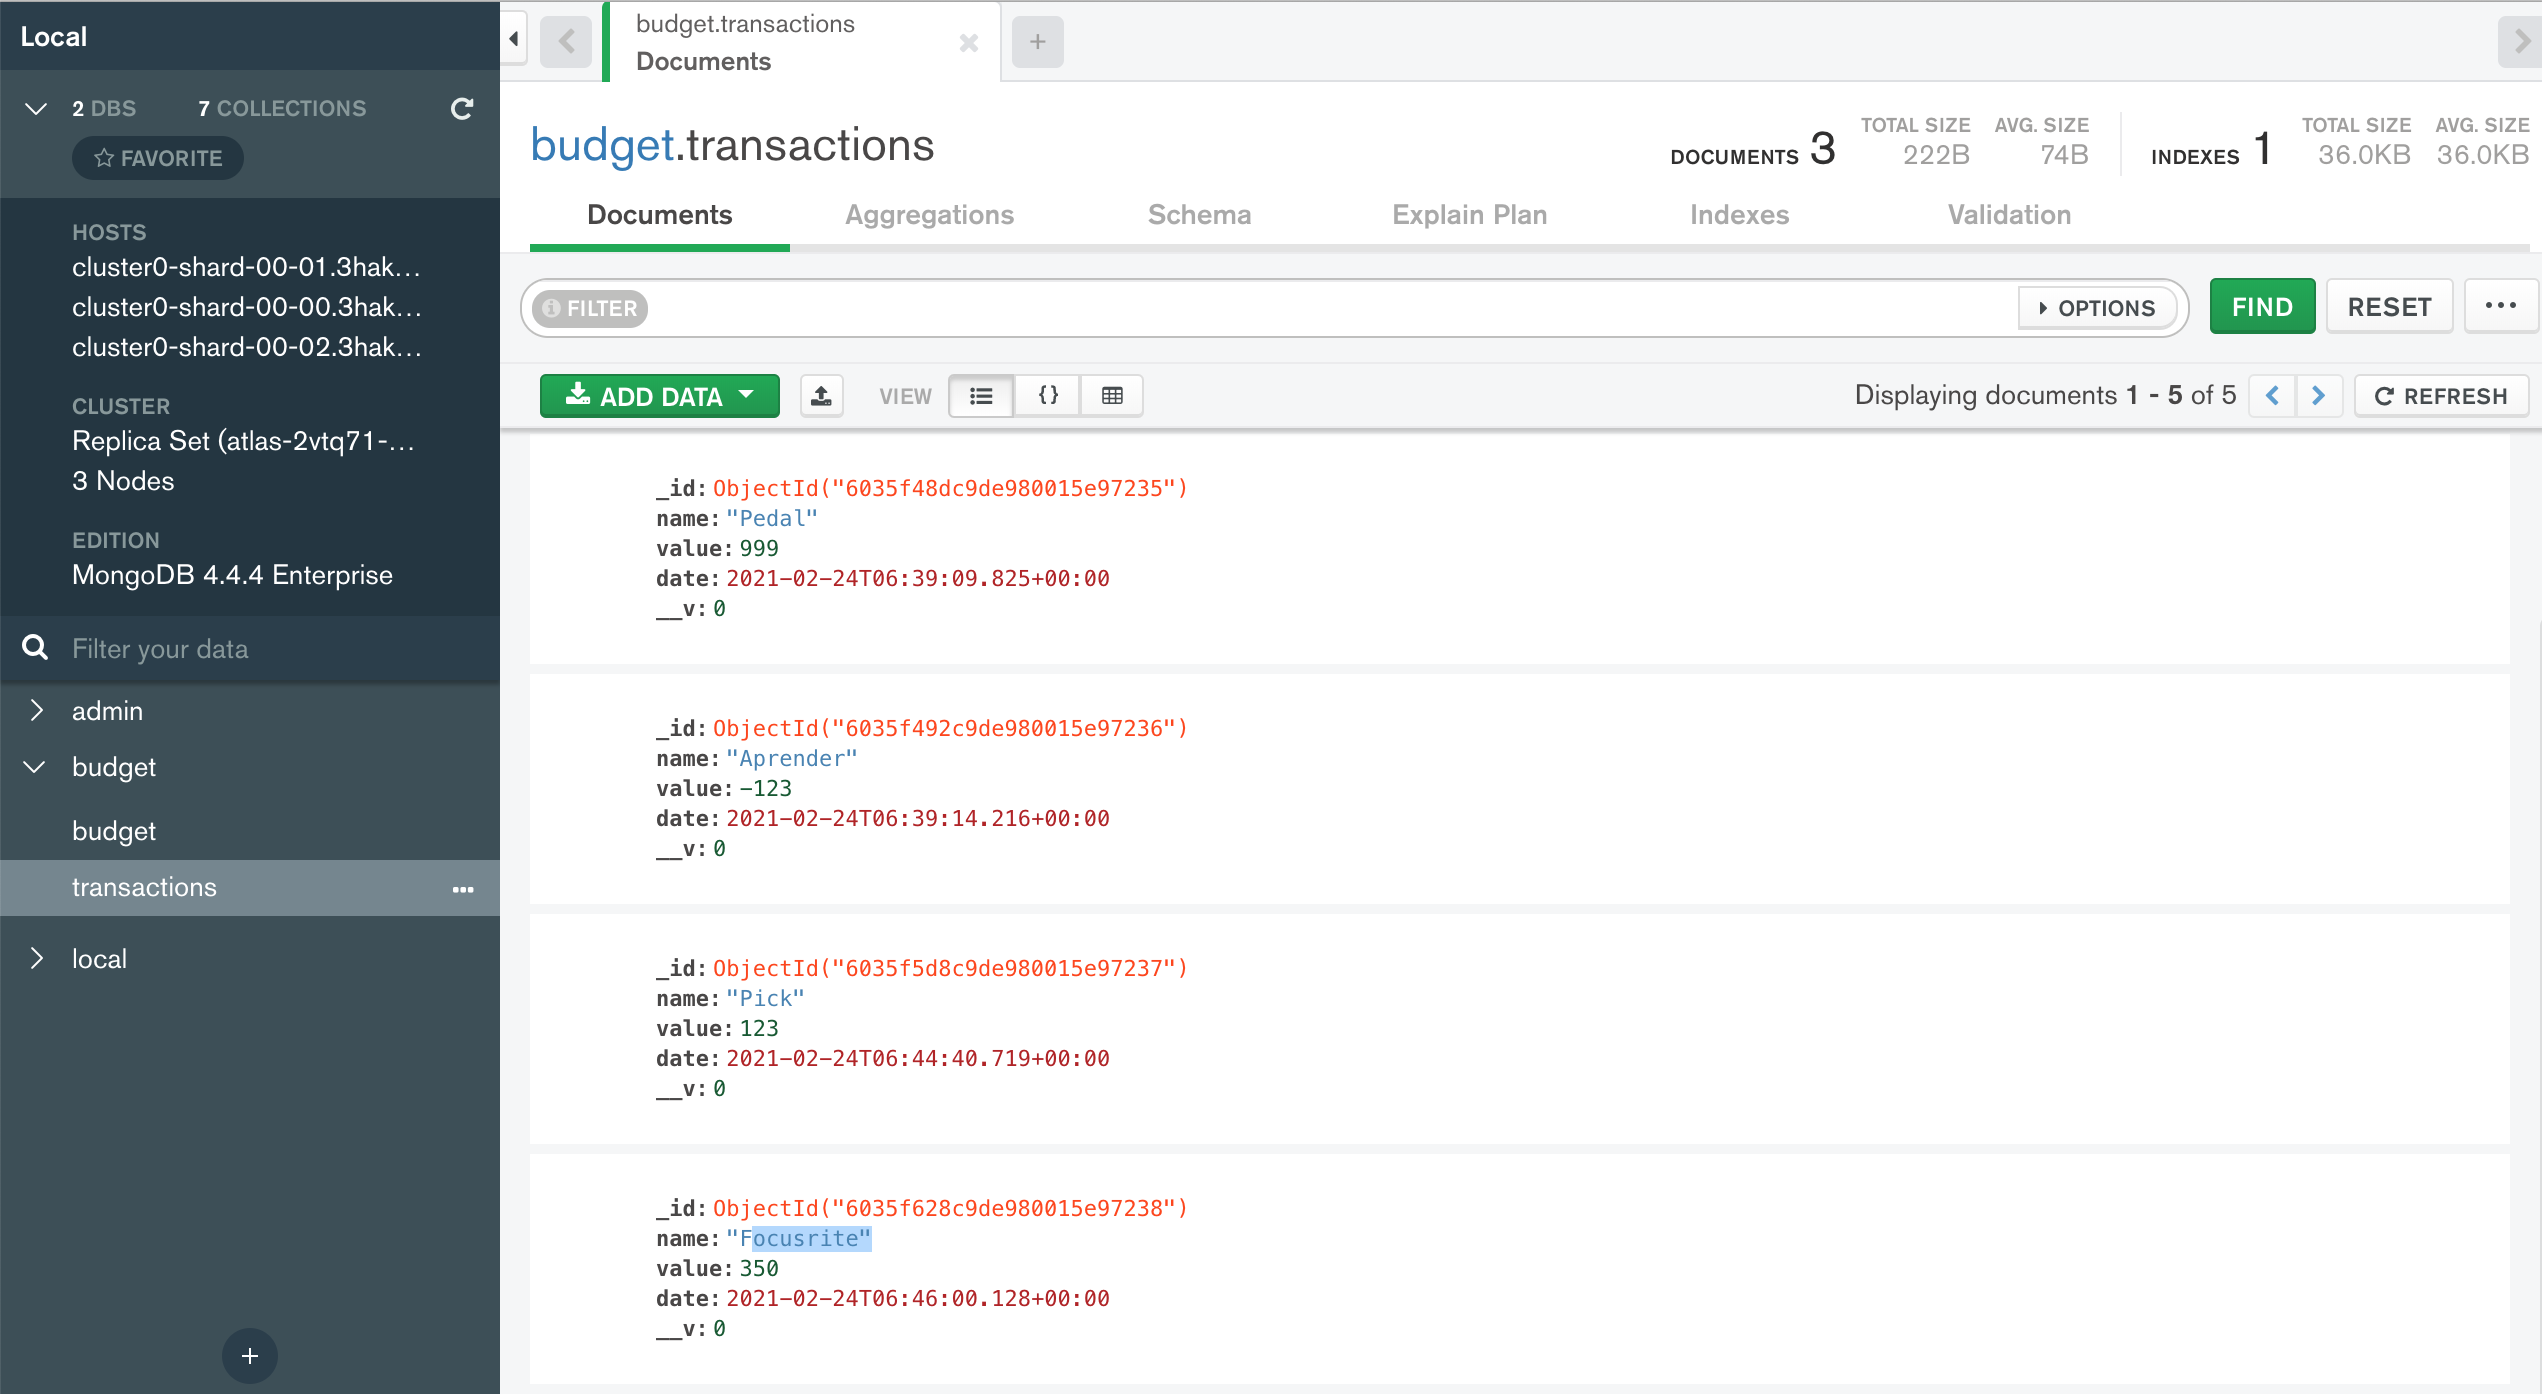 Local
2 DBS 7 COLLECTIONS
FAVORITE
HOSTS
cluster0-shard-00-01.3hak...
cluster0-shard-00-00.3hak...
cluster0-shard-00-02.3hak...
CLUSTER
Replica Set (atlas-2vtq71-...
3 Nodes
EDITION
MongoDB 4.4.4 Enterprise
Filter your data
admin
budget
budget
transactions
local
budget.transactions
Documents
budget.transactions
DOCUMENTS 3
TOTAL SIZE
222B
AVG. SIZE
74B
INDEXES 1
TOTAL SIZE
36.0KB
AVG. SIZE
36.0KB
Documents Aggregations Schema Explain Plan Indexes Validation
FILTER
OPTIONS
FIND
RESET
ADD DATA
VIEW
Displaying documents 1 - 5 of 5
REFRESH
_id: ObjectId("6035f48dc9de980015e97235")
name: "Pedal"
value: 999
date: 2021-02-24T06:39:09.825+00:00
__v: 0
_id: ObjectId("6035f492c9de980015e97236")
name: "Aprender"
value: -123
date: 2021-02-24T06:39:14.216+00:00
__v: 0
_id: ObjectId("6035f5d8c9de980015e97237")
name: "Pick"
value: 123
date: 2021-02-24T06:44:40.719+00:00
__v: 0
_id: ObjectId("6035f628c9de980015e97238")
name: "Focusrite"
value: 350
date: 2021-02-24T06:46:00.128+00:00
__v: 0